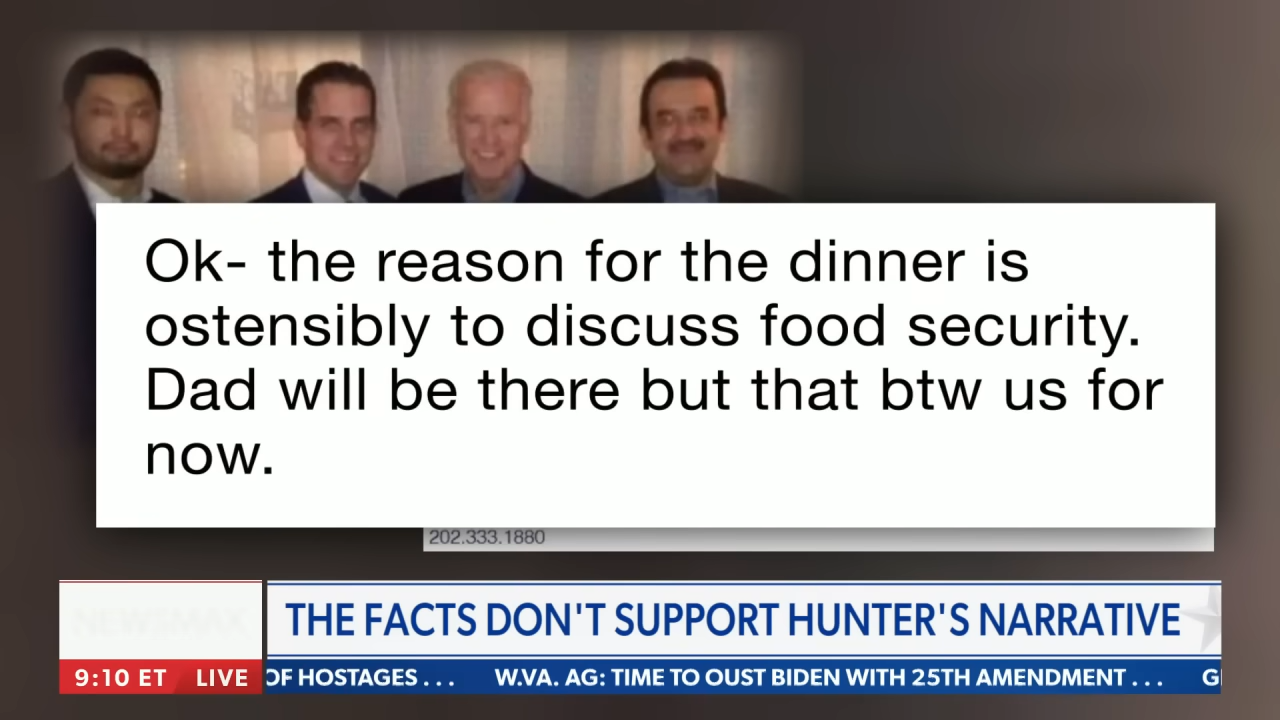 Ok- the reason for the dinner is
ostensibly to discuss food security.
Dad will be there but that btw us for
now.
202.333.1880
NEWSMAX
THE FACTS DON'T SUPPORT HUNTER'S NARRATIVE
9:10 ET LIVE
OF HOSTAGES . . . W.VA. AG: TIME TO OUST BIDEN WITH 25TH AMENDMENT . . .